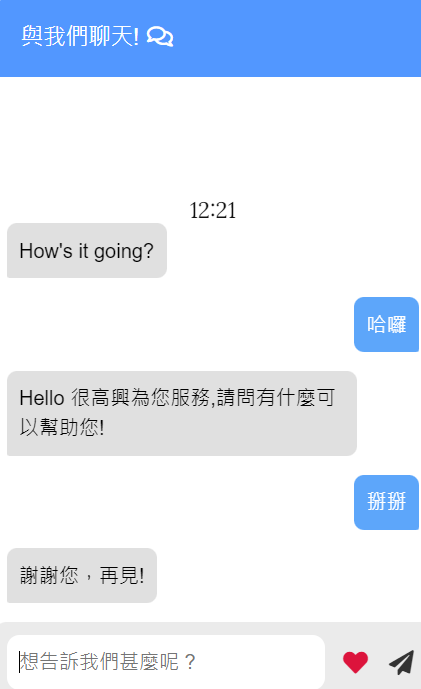 與我們聊天!
12:21
How's it going?
哈囉
Hello 很高興為您服務,請問有什麼可
以幫助您!
掰掰
謝謝您，再見!
想告訴我們甚麼呢？